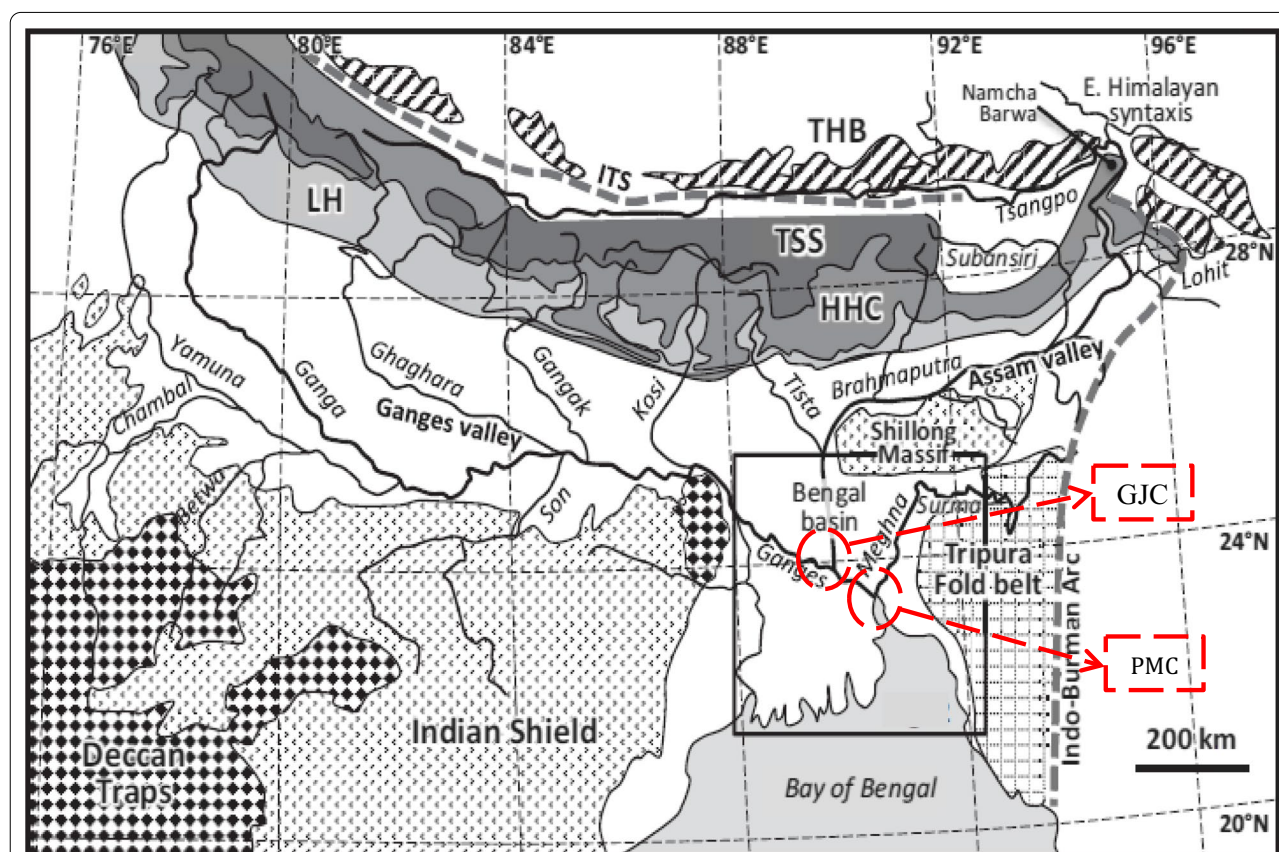 76°E
80°E
84°E
88°E
92°E
96°E
Namcha
Barwa
E. Himalayan
syntaxis
THB
ITS
LH
Tsangpo
TSS
Subansiri
28°N
Lohit
HHC
Yamuna
Chambal
Ganga
Ghaghara
Gangak
Kosi
Tista
Brahmaputra
Assam valley
Ganges valley
Shillong
Massif
Betwa
Son
Bengal
basin
Meghna
Surma
GJC
24°N
Ganges
Tripura
Fold belt
Indo-Burman Arc
PMC
Indian Shield
Deccan
Traps
200 km
Bay of Bengal
20°N